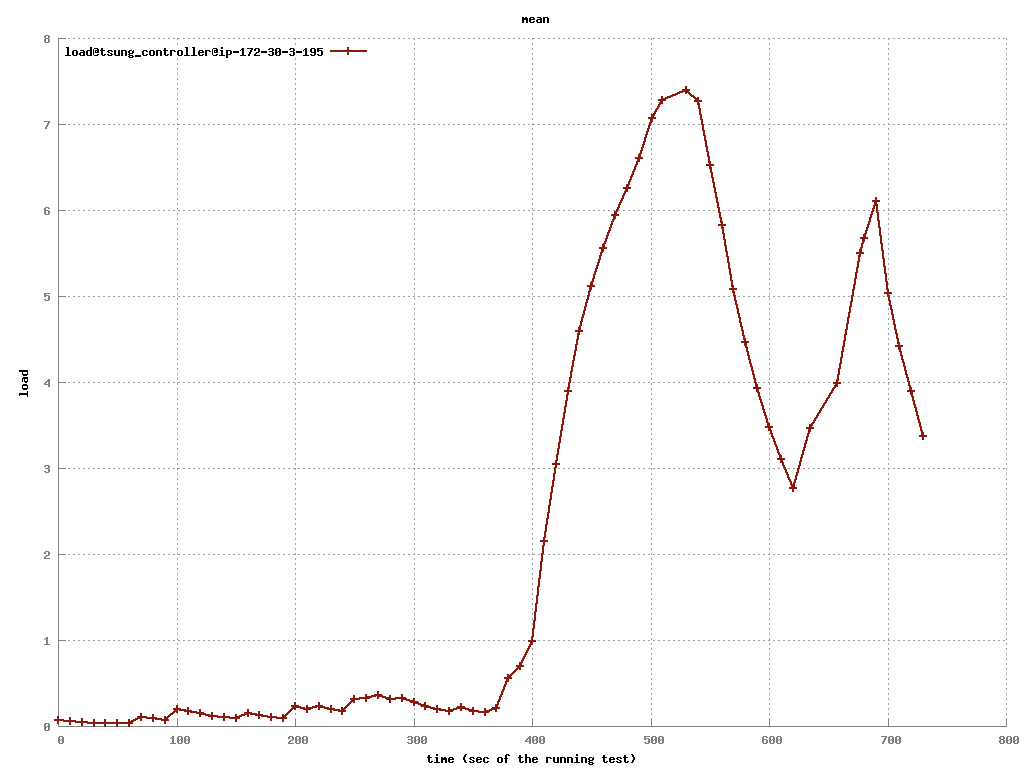 mean
8
load@tsung_controller@ip-172-30-3-195
7
6
5
4
load
3
2
1
0
0 100 200 300 400 500 600 700 800
time (sec of the running test)